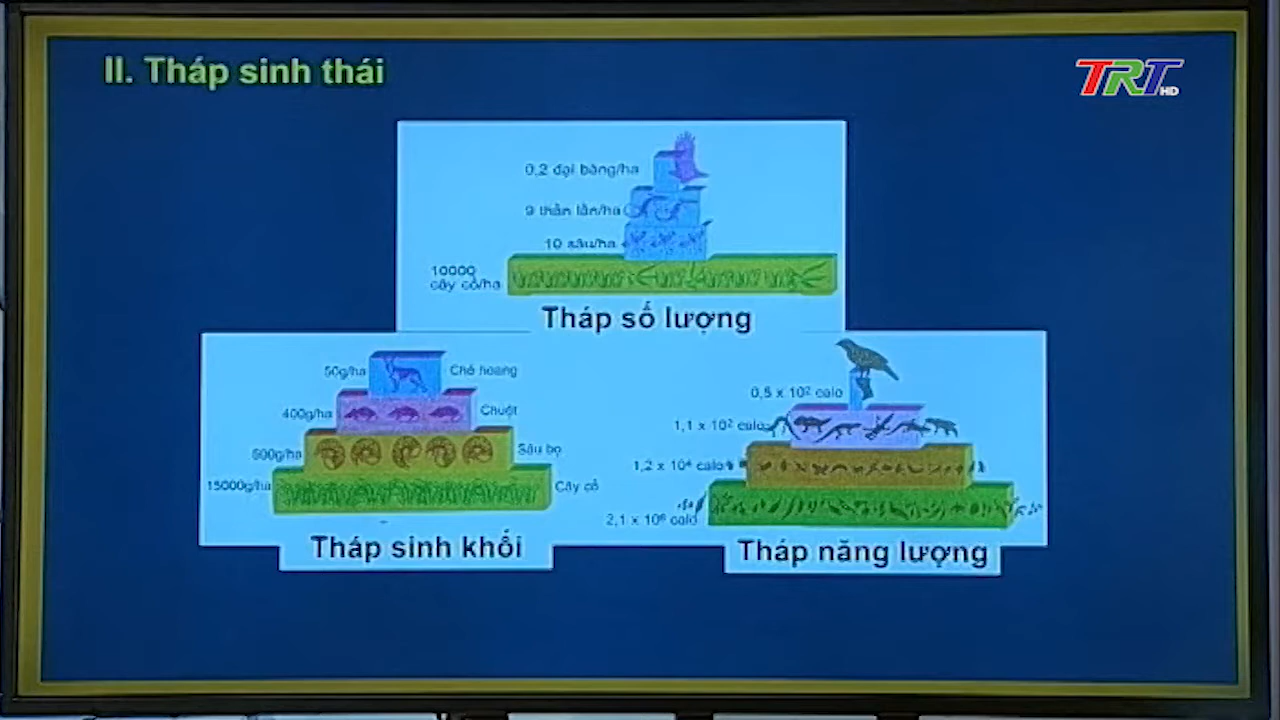 II. Tháp sinh thái
TRT HD
0,2 đại bàng/ha
9 thằn lằn/ha
10 sâu/ha
10000
cây cỏ/ha
Tháp số lượng
50g/ha
Chó hoang
400g/ha
Chuột
Sâu bọ
15000g/ha
Cây cỏ
Tháp sinh khối
0,5 x 10² calo
1,1 x 10² calo
1,2 x 10⁴ calo
2,1 x 10⁶ calo
Tháp năng lượng